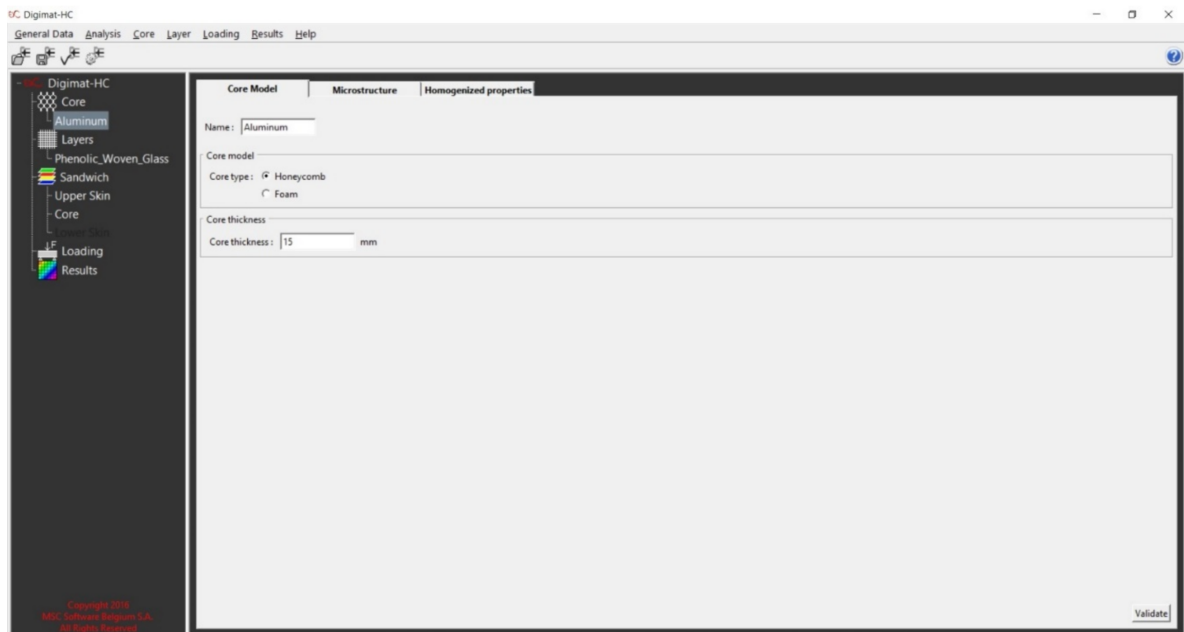 Digimat-HC
General Data Analysis Core Layer Loading Results Help
Digimat-HC
Core
Aluminum
Layers
Phenolic_Woven_Glass
Sandwich
Upper Skin
Core
Lower Skin
Loading
Results
Copyright 2016
MSC Software Belgium S.A.
All Rights Reserved
Core Model Microstructure Homogenized properties
Name : Aluminum
Core model
Core type : Honeycomb
Foam
Core thickness
Core thickness : 15 mm
Validate